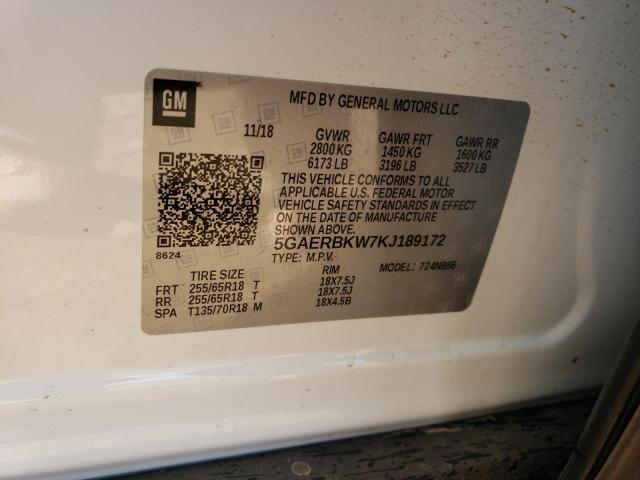 GM
MFD BY GENERAL MOTORS LLC
11/18 GVWR GAWR FRT GAWR RR
2800 KG 1450 KG 1600 KG
6173 LB 3196 LB 3527 LB
THIS VEHICLE CONFORMS TO ALL
APPLICABLE U.S. FEDERAL MOTOR
VEHICLE SAFETY STANDARDS IN EFFECT
ON THE DATE OF MANUFACTURE
SHOWN ABOVE.
5GAERBKW7KJ189172
8624
TYPE: M.P.V. MODEL: 724NB56
TIRE SIZE RIM
FRT 255/65R18 T 18X7.5J
RR 255/65R18 T 18X7.5J
SPA T135/70R18 M 18X4.5B